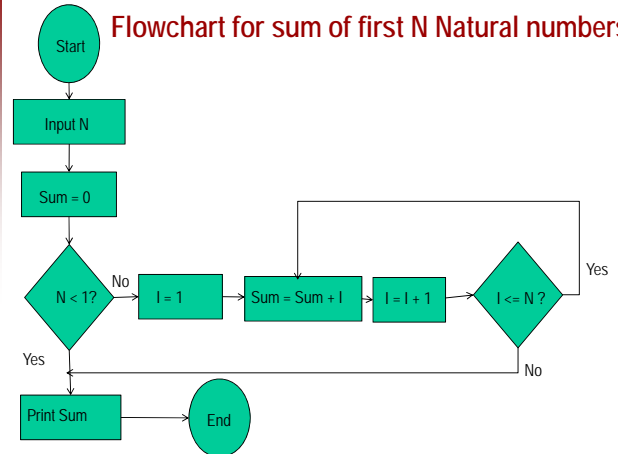 Flowchart for sum of first N Natural numbers
Start
Input N
Sum = 0
N < 1?
No
I = 1
Sum = Sum + I
I = I + 1
I <= N ?
Yes
Yes
No
Print Sum
End